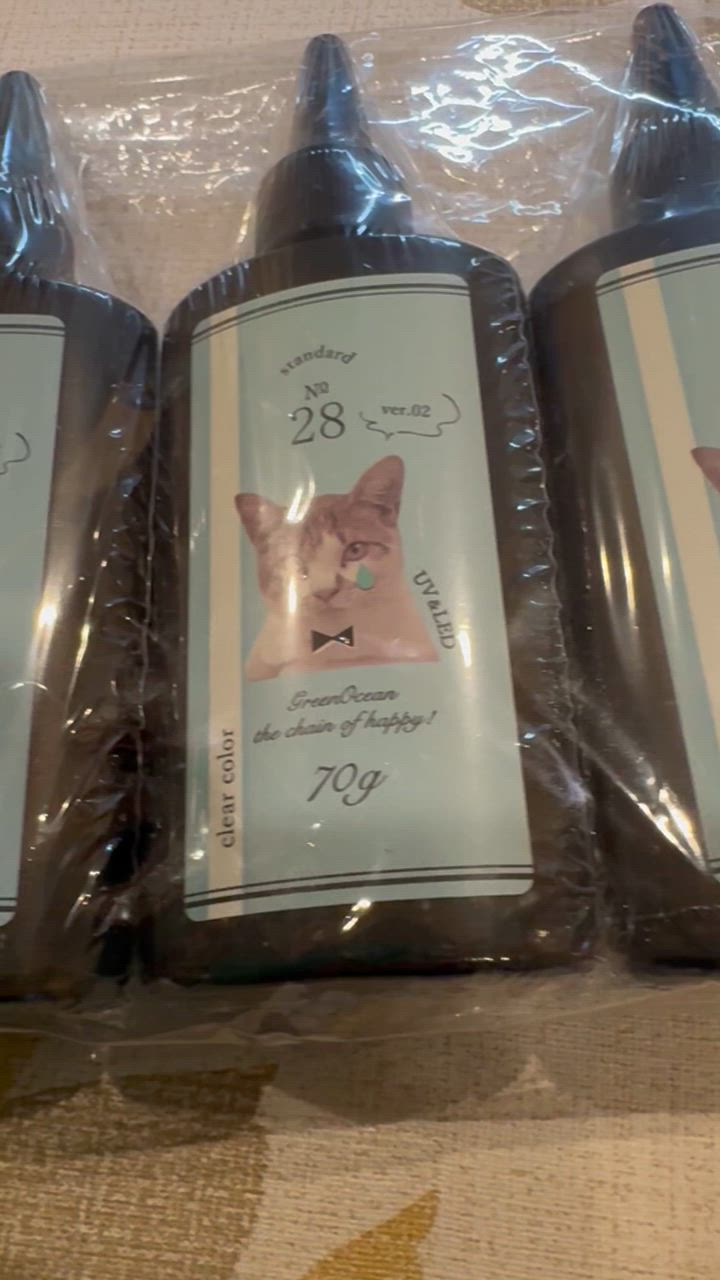 standard
No
28
ver.02
UV&LED
GreenOcean
the chain of happy!
70g
clear color